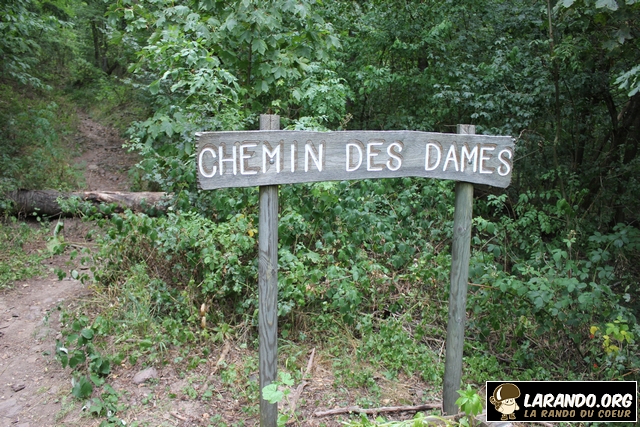 CHEMIN DES DAMES
LARANDO.ORG
LA RANDO DU COEUR